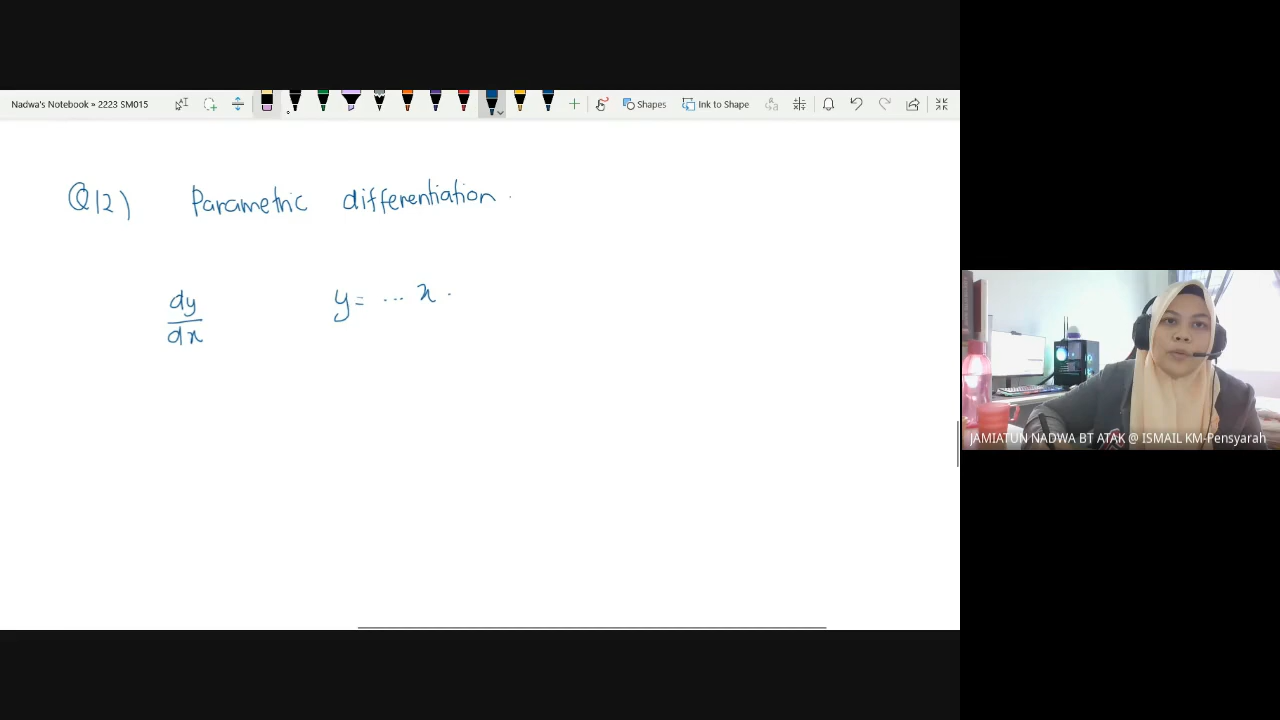 Nadwa's Notebook » 2223 SM015
Shapes
Ink to Shape
Q12) Parametric differentiation.
dy
dx
y = ... x.
JAMIATUN NADWA BT ATAK @ ISMAIL KM-Pensyarah